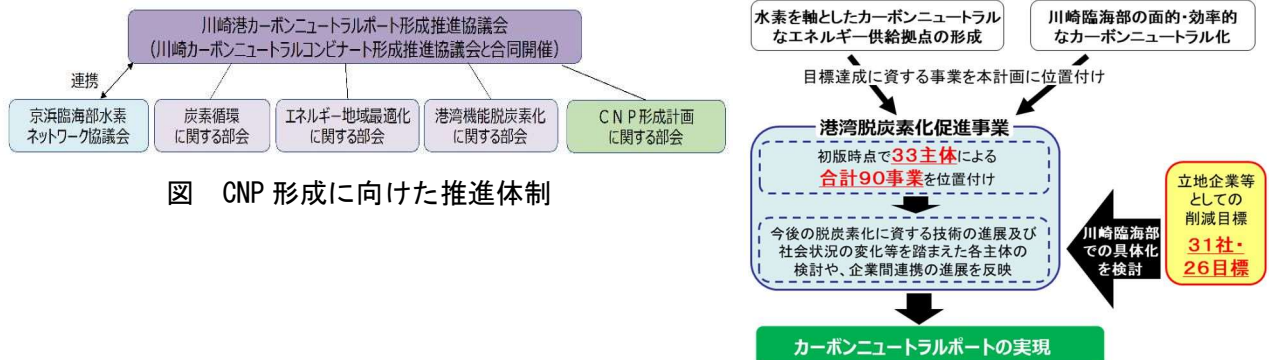 川崎港カーボンニュートラルポート形成推進協議会
(川崎カーボンニュートラルコンビナート形成推進協議会と合同開催)
連携
京浜臨海部水素
ネットワーク協議会
炭素循環
に関する部会
エネルギー地域最適化
に関する部会
港湾機能脱炭素化
に関する部会
CNP形成計画
に関する部会
図 CNP形成に向けた推進体制
水素を軸としたカーボンニュートラル
なエネルギー供給拠点の形成
川崎臨海部の面的・効率的
なカーボンニュートラル化
目標達成に資する事業を本計画に位置付け
港湾脱炭素化促進事業
初版時点で33主体による
合計90事業を位置付け
今後の脱炭素化に資する技術の進展及び
社会状況の変化等を踏まえた各主体の
検討や、企業間連携の進展を反映
川崎臨海部
での具体化
を検討
立地企業等
としての
削減目標
31社・
26目標
カーボンニュートラルポートの実現